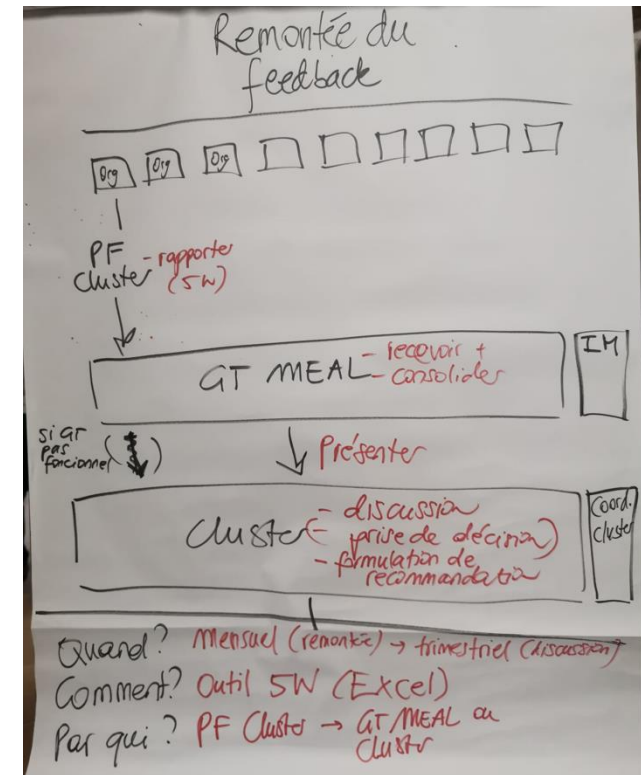 Remontée du
feedback
Org Org Org
PF - rapporter
Cluster (5W)
GT MEAL - recevoir +
- consolider
IM
si GT
pas
foncionnel ( )
Présenter
Cluster ( - discussion
- prise de décision)
- formulation de
recommandation
Coord.
Cluster
Quand? mensuel (remontée) → trimestriel (discussion)
Comment? Outil 5W (Excel)
Par qui? PF Cluster → GT MEAL ou
Cluster